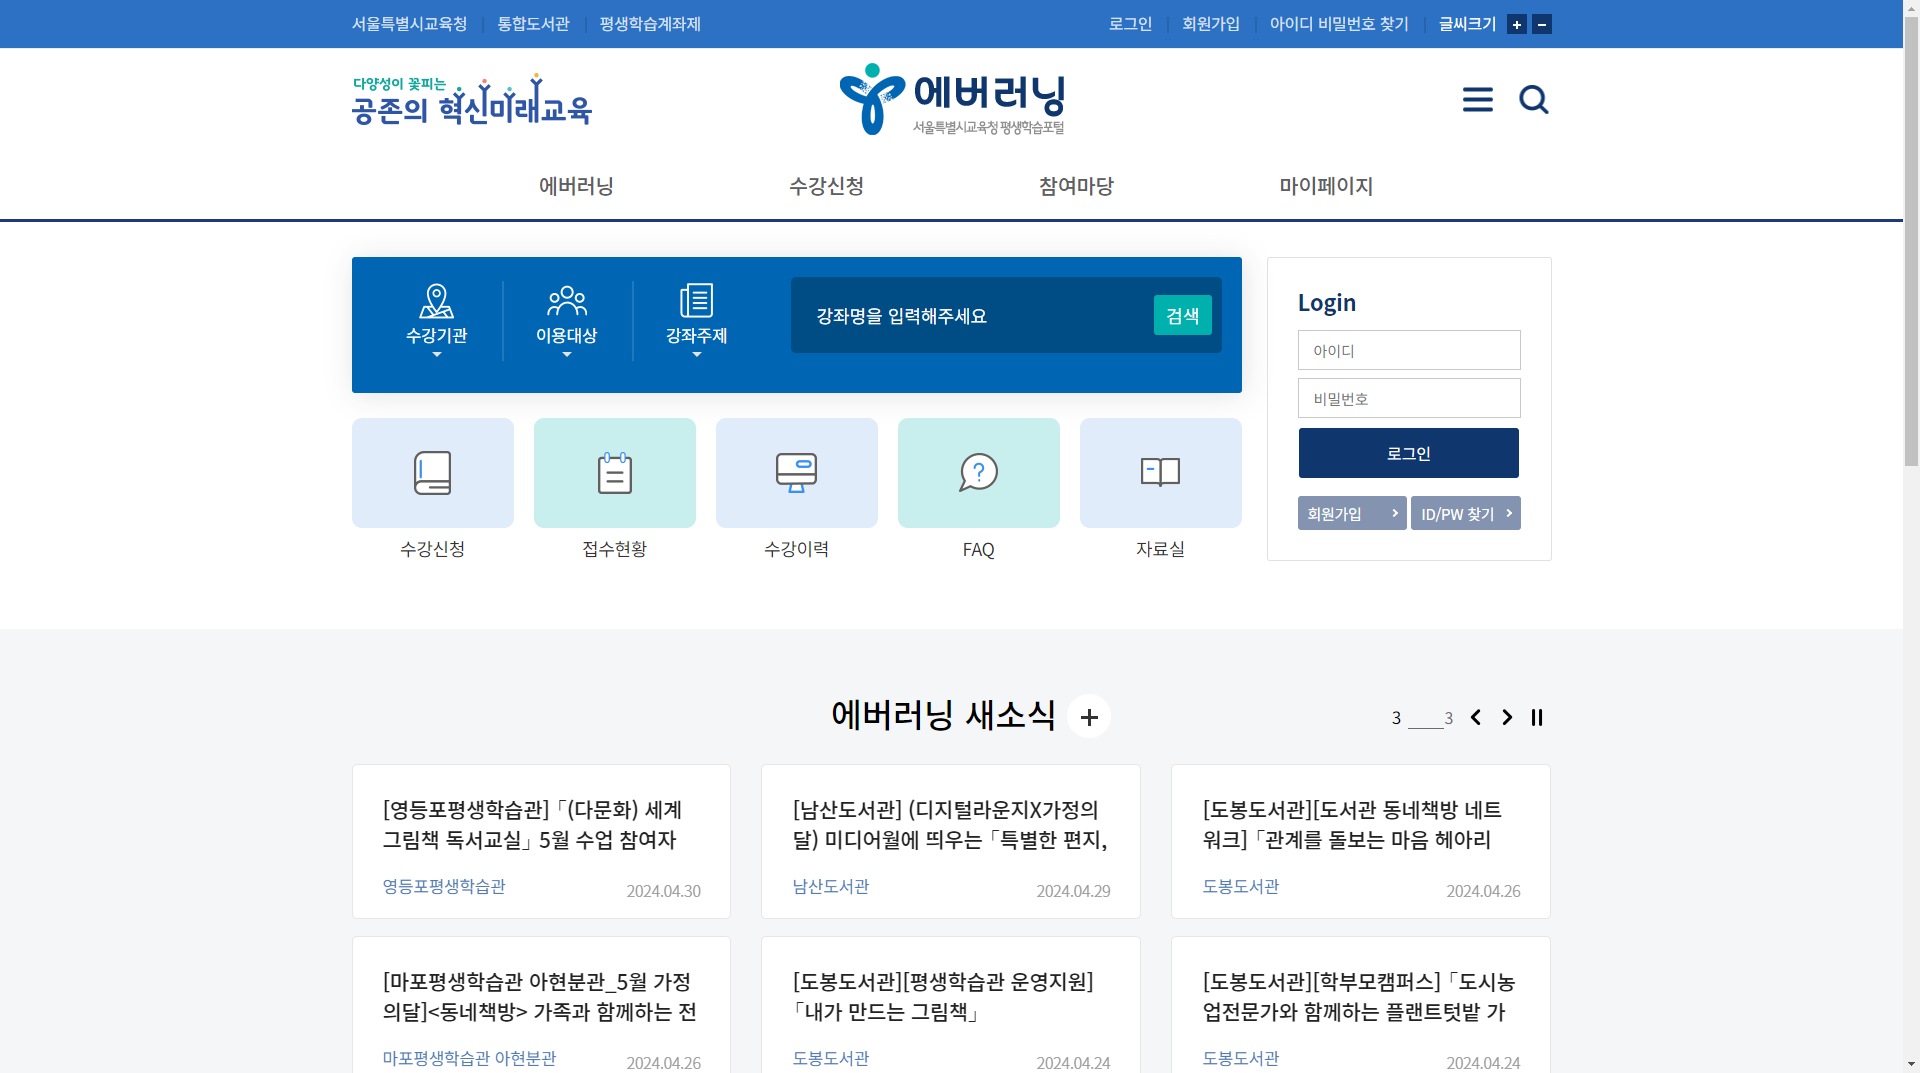 서울특별시교육청 통합도서관 평생학습계좌제 로그인 회원가입 아이디 비밀번호 찾기 글씨크기
다양성이 꽃피는
공존의 혁신미래교육
에버러닝
서울특별시교육청 평생학습포털
에버러닝 수강신청 참여마당 마이페이지
수강기관 이용대상 강좌주제
강좌명을 입력해주세요 검색
Login
아이디
비밀번호
로그인
회원가입 ID/PW 찾기
수강신청 접수현황 수강이력 FAQ 자료실
에버러닝 새소식
3 3
[영등포평생학습관] 「(다문화) 세계
그림책 독서교실」 5월 수업 참여자
영등포평생학습관 2024.04.30
[남산도서관] (디지털라운지X가정의
달) 미디어월에 띄우는 「특별한 편지,
남산도서관 2024.04.29
[도봉도서관][도서관 동네책방 네트
워크] 「관계를 돌보는 마음 헤아리
도봉도서관 2024.04.26
[마포평생학습관 아현분관_5월 가정
의달]<동네책방> 가족과 함께하는 전
마포평생학습관 아현분관 2024.04.26
[도봉도서관][평생학습관 운영지원]
「내가 만드는 그림책」
도봉도서관 2024.04.24
[도봉도서관][학부모캠퍼스] 「도시농
업전문가와 함께하는 플랜트텃밭 가
도봉도서관 2024.04.24